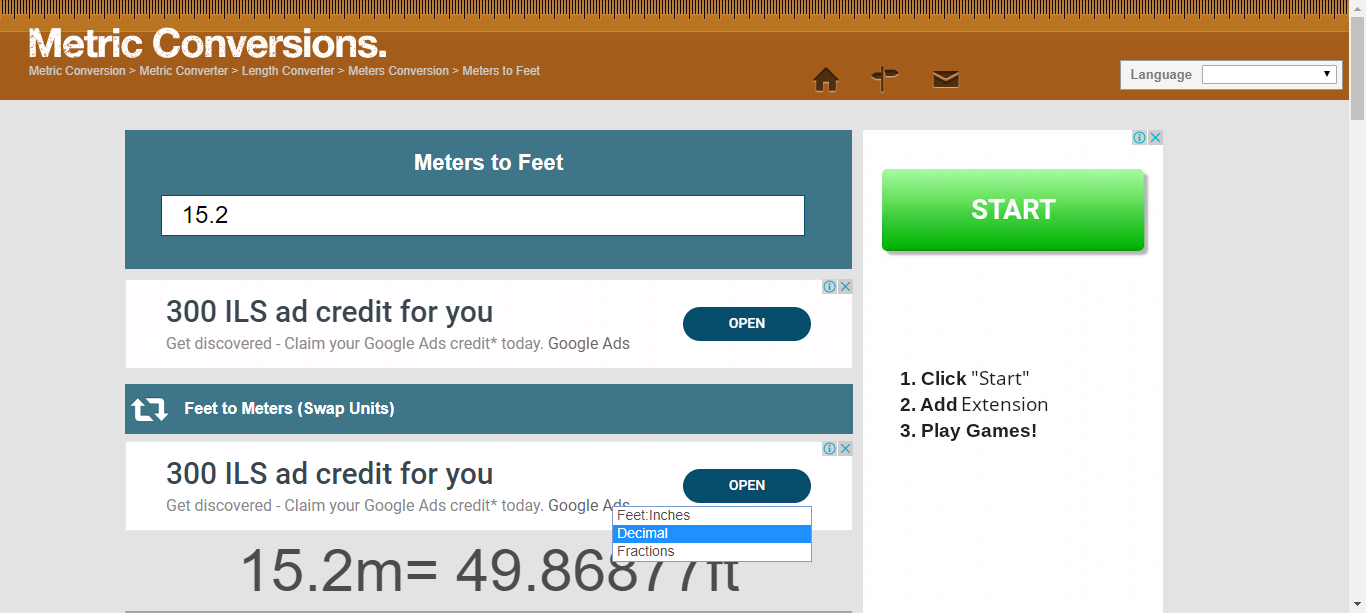 Metric Conversions.
Metric Conversion > Metric Converter > Length Converter > Meters Conversion > Meters to Feet
Language
Meters to Feet
15.2
300 ILS ad credit for you
Get discovered - Claim your Google Ads credit* today. Google Ads
OPEN
Feet to Meters (Swap Units)
300 ILS ad credit for you
Get discovered - Claim your Google Ads credit* today. Google Ads
OPEN
Feet:Inches
Decimal
Fractions
15.2m= 49.86877ft
START
1. Click "Start"
2. Add Extension
3. Play Games!